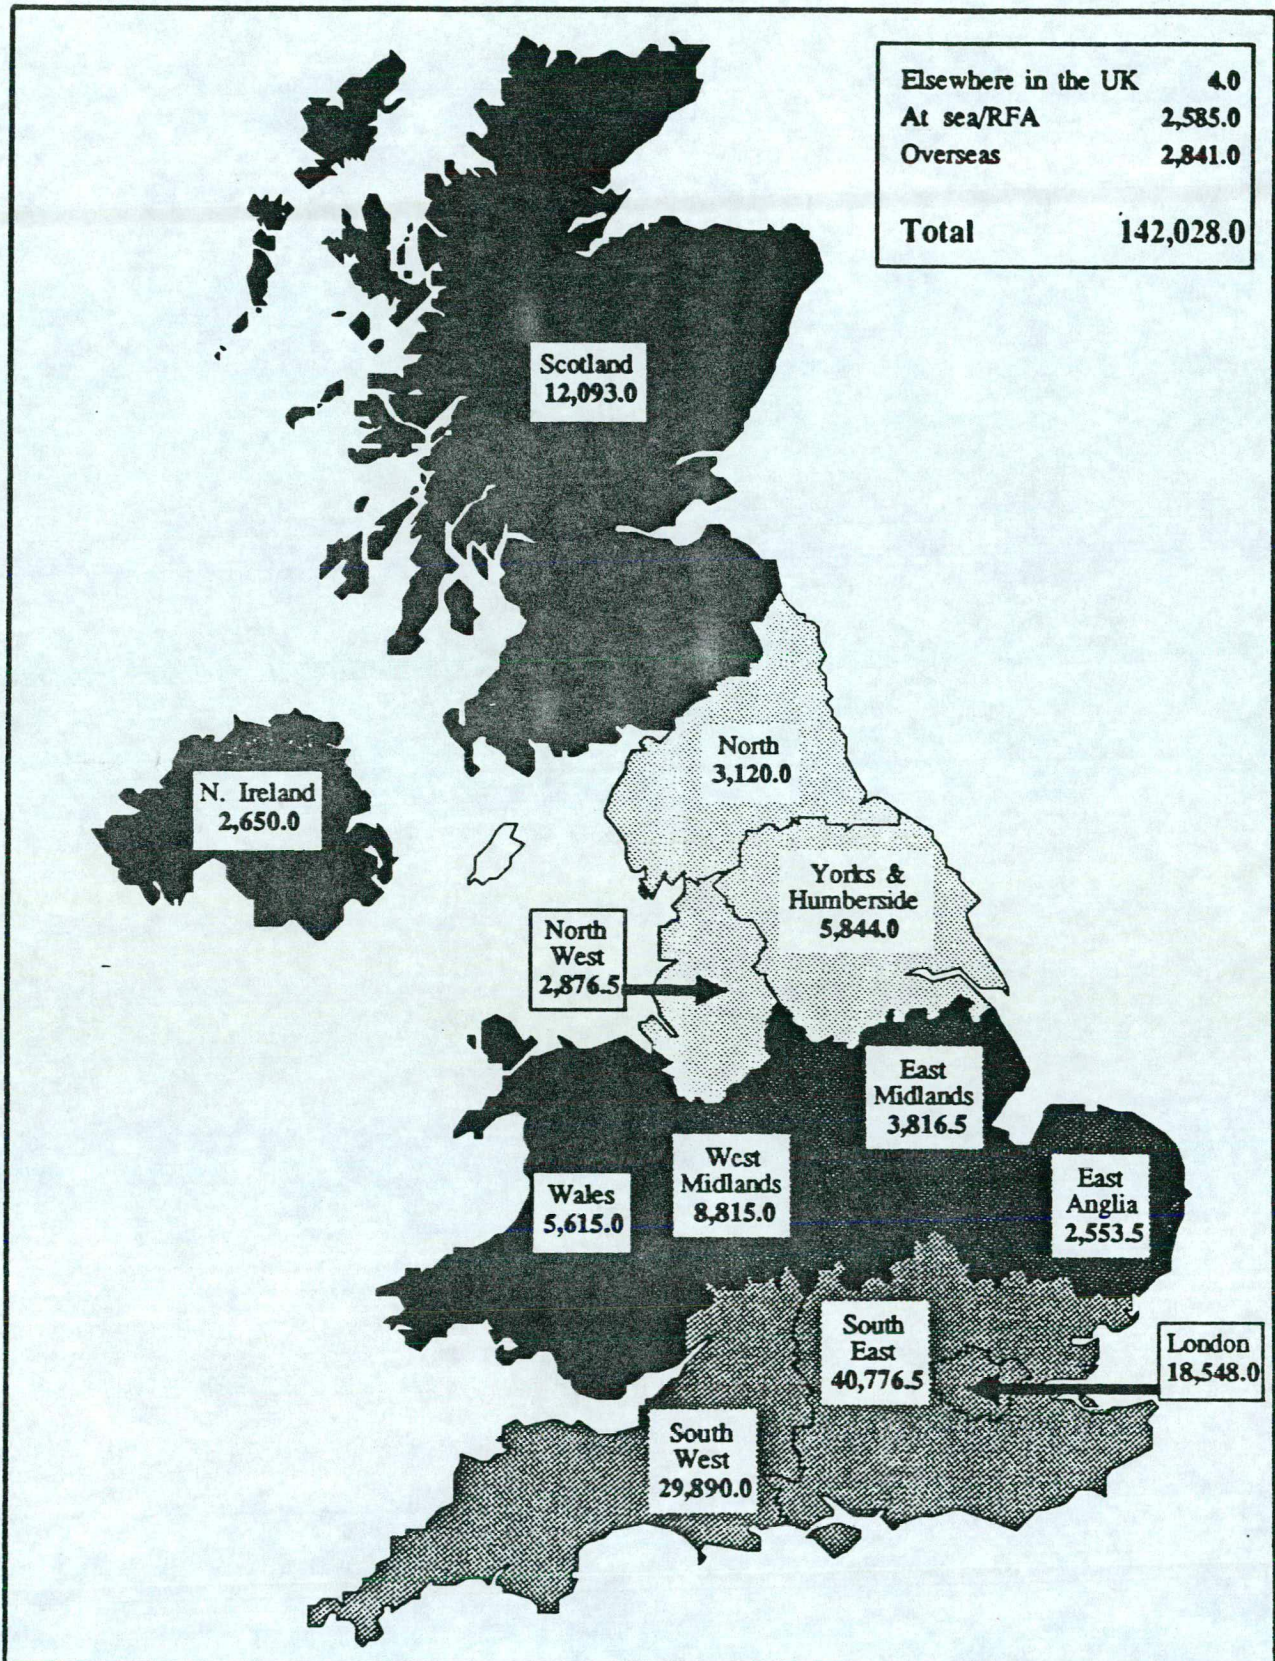 Elsewhere in the UK 4.0
At sea/RFA 2,585.0
Overseas 2,841.0
Total 142,028.0
Scotland
12,093.0
North
3,120.0
N. Ireland
2,650.0
Yorks &
Humberside
5,844.0
North
West
2,876.5
East
Midlands
3,816.5
West
Midlands
8,815.0
Wales
5,615.0
East
Anglia
2,553.5
South
East
40,776.5
London
18,548.0
South
West
29,890.0